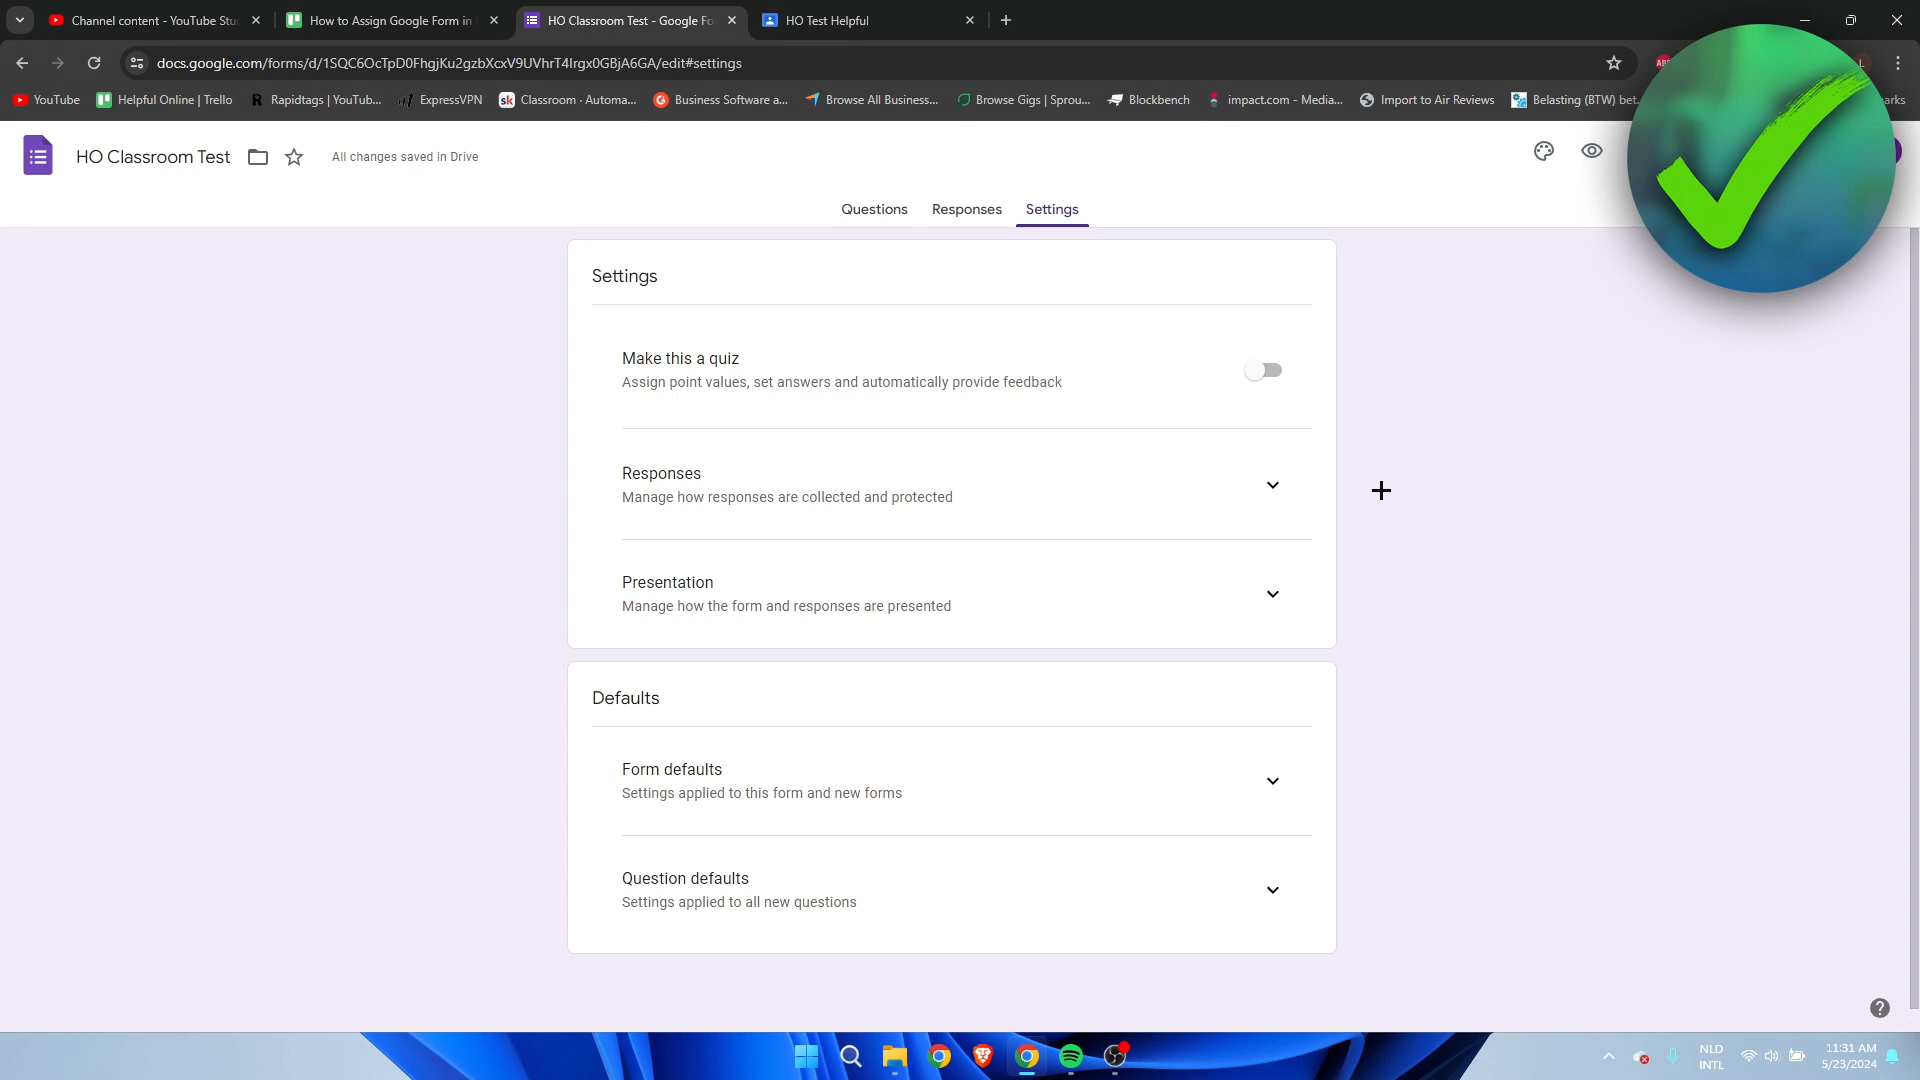 Channel content - YouTube Stu
How to Assign Google Form in
HO Classroom Test - Google Fo
HO Test Helpful
docs.google.com/forms/d/1SQC6OcTpD0FhgjKu2gzbXcxV9UVhrT4Irgx0GBjA6GA/edit#settings
YouTube
Helpful Online | Trello
Rapidtags | YouTub...
ExpressVPN
Classroom · Automa...
Business Software a...
Browse All Business...
Browse Gigs | Sprou...
Blockbench
impact.com - Media...
Import to Air Reviews
Belasting (BTW) bet...
HO Classroom Test
All changes saved in Drive
Questions
Responses
Settings
Settings
Make this a quiz
Assign point values, set answers and automatically provide feedback
Responses
Manage how responses are collected and protected
Presentation
Manage how the form and responses are presented
Defaults
Form defaults
Settings applied to this form and new forms
Question defaults
Settings applied to all new questions
NLD
INTL
11:31 AM
5/23/2024